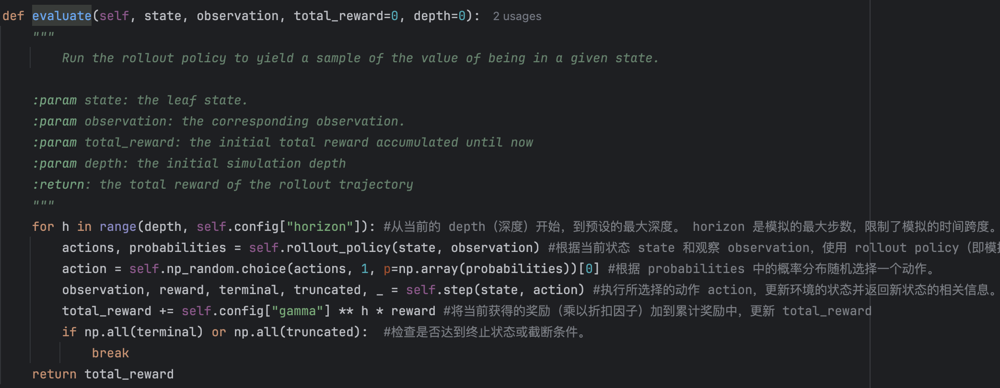 def evaluate(self, state, observation, total_reward=0, depth=0): 2 usages
"""
Run the rollout policy to yield a sample of the value of being in a given state.
:param state: the leaf state.
:param observation: the corresponding observation.
:param total_reward: the initial total reward accumulated until now
:param depth: the initial simulation depth
:return: the total reward of the rollout trajectory
"""
for h in range(depth, self.config["horizon"]): #从当前的 depth（深度）开始，到预设的最大深度。 horizon 是模拟的最大步数，限制了模拟的时间跨度。
actions, probabilities = self.rollout_policy(state, observation) #根据当前状态 state 和观察 observation，使用 rollout policy（即模
action = self.np_random.choice(actions, 1, p=np.array(probabilities))[0] #根据 probabilities 中的概率分布随机选择一个动作。
observation, reward, terminal, truncated, _ = self.step(state, action) #执行所选择的动作 action，更新环境的状态并返回新状态的相关信息。
total_reward += self.config["gamma"] ** h * reward #将当前获得的奖励（乘以折扣因子）加到累计奖励中，更新 total_reward
if np.all(terminal) or np.all(truncated): #检查是否达到终止状态或截断条件。
break
return total_reward